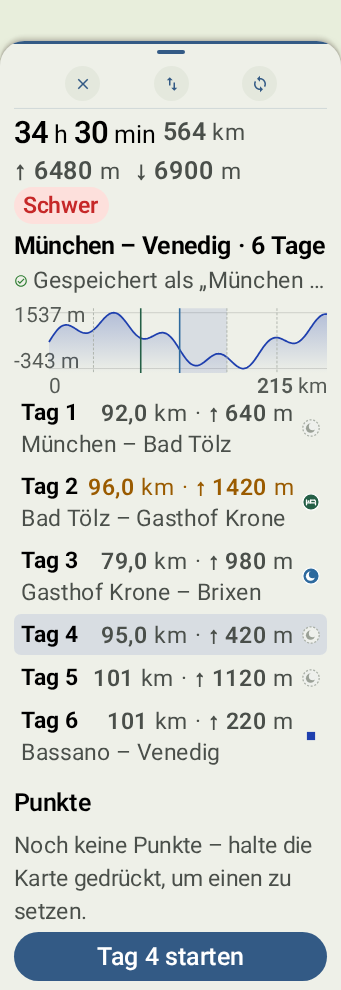 34 h 30 min 564 km
↑ 6480 m ↓ 6900 m
Schwer
München – Venedig · 6 Tage
Gespeichert als „München ...
1537 m
-343 m
0 215 km
Tag 1 92,0 km · ↑ 640 m
München – Bad Tölz
Tag 2 96,0 km · ↑ 1420 m
Bad Tölz – Gasthof Krone
Tag 3 79,0 km · ↑ 980 m
Gasthof Krone – Brixen
Tag 4 95,0 km · ↑ 420 m
Tag 5 101 km · ↑ 1120 m
Tag 6 101 km · ↑ 220 m
Bassano – Venedig
Punkte
Noch keine Punkte – halte die
Karte gedrückt, um einen zu
setzen.
Tag 4 starten